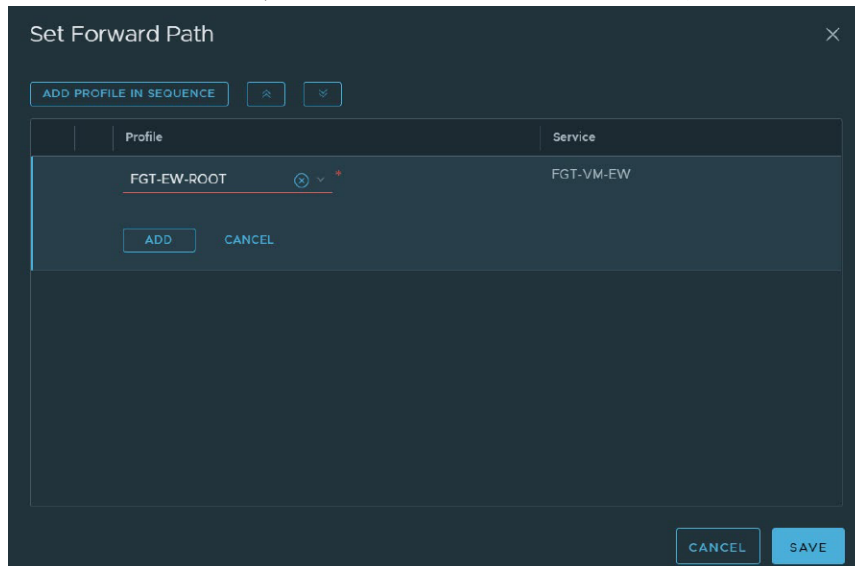 Set Forward Path
ADD PROFILE IN SEQUENCE
Profile Service
FGT-EW-ROOT * FGT-VM-EW
ADD CANCEL
CANCEL SAVE